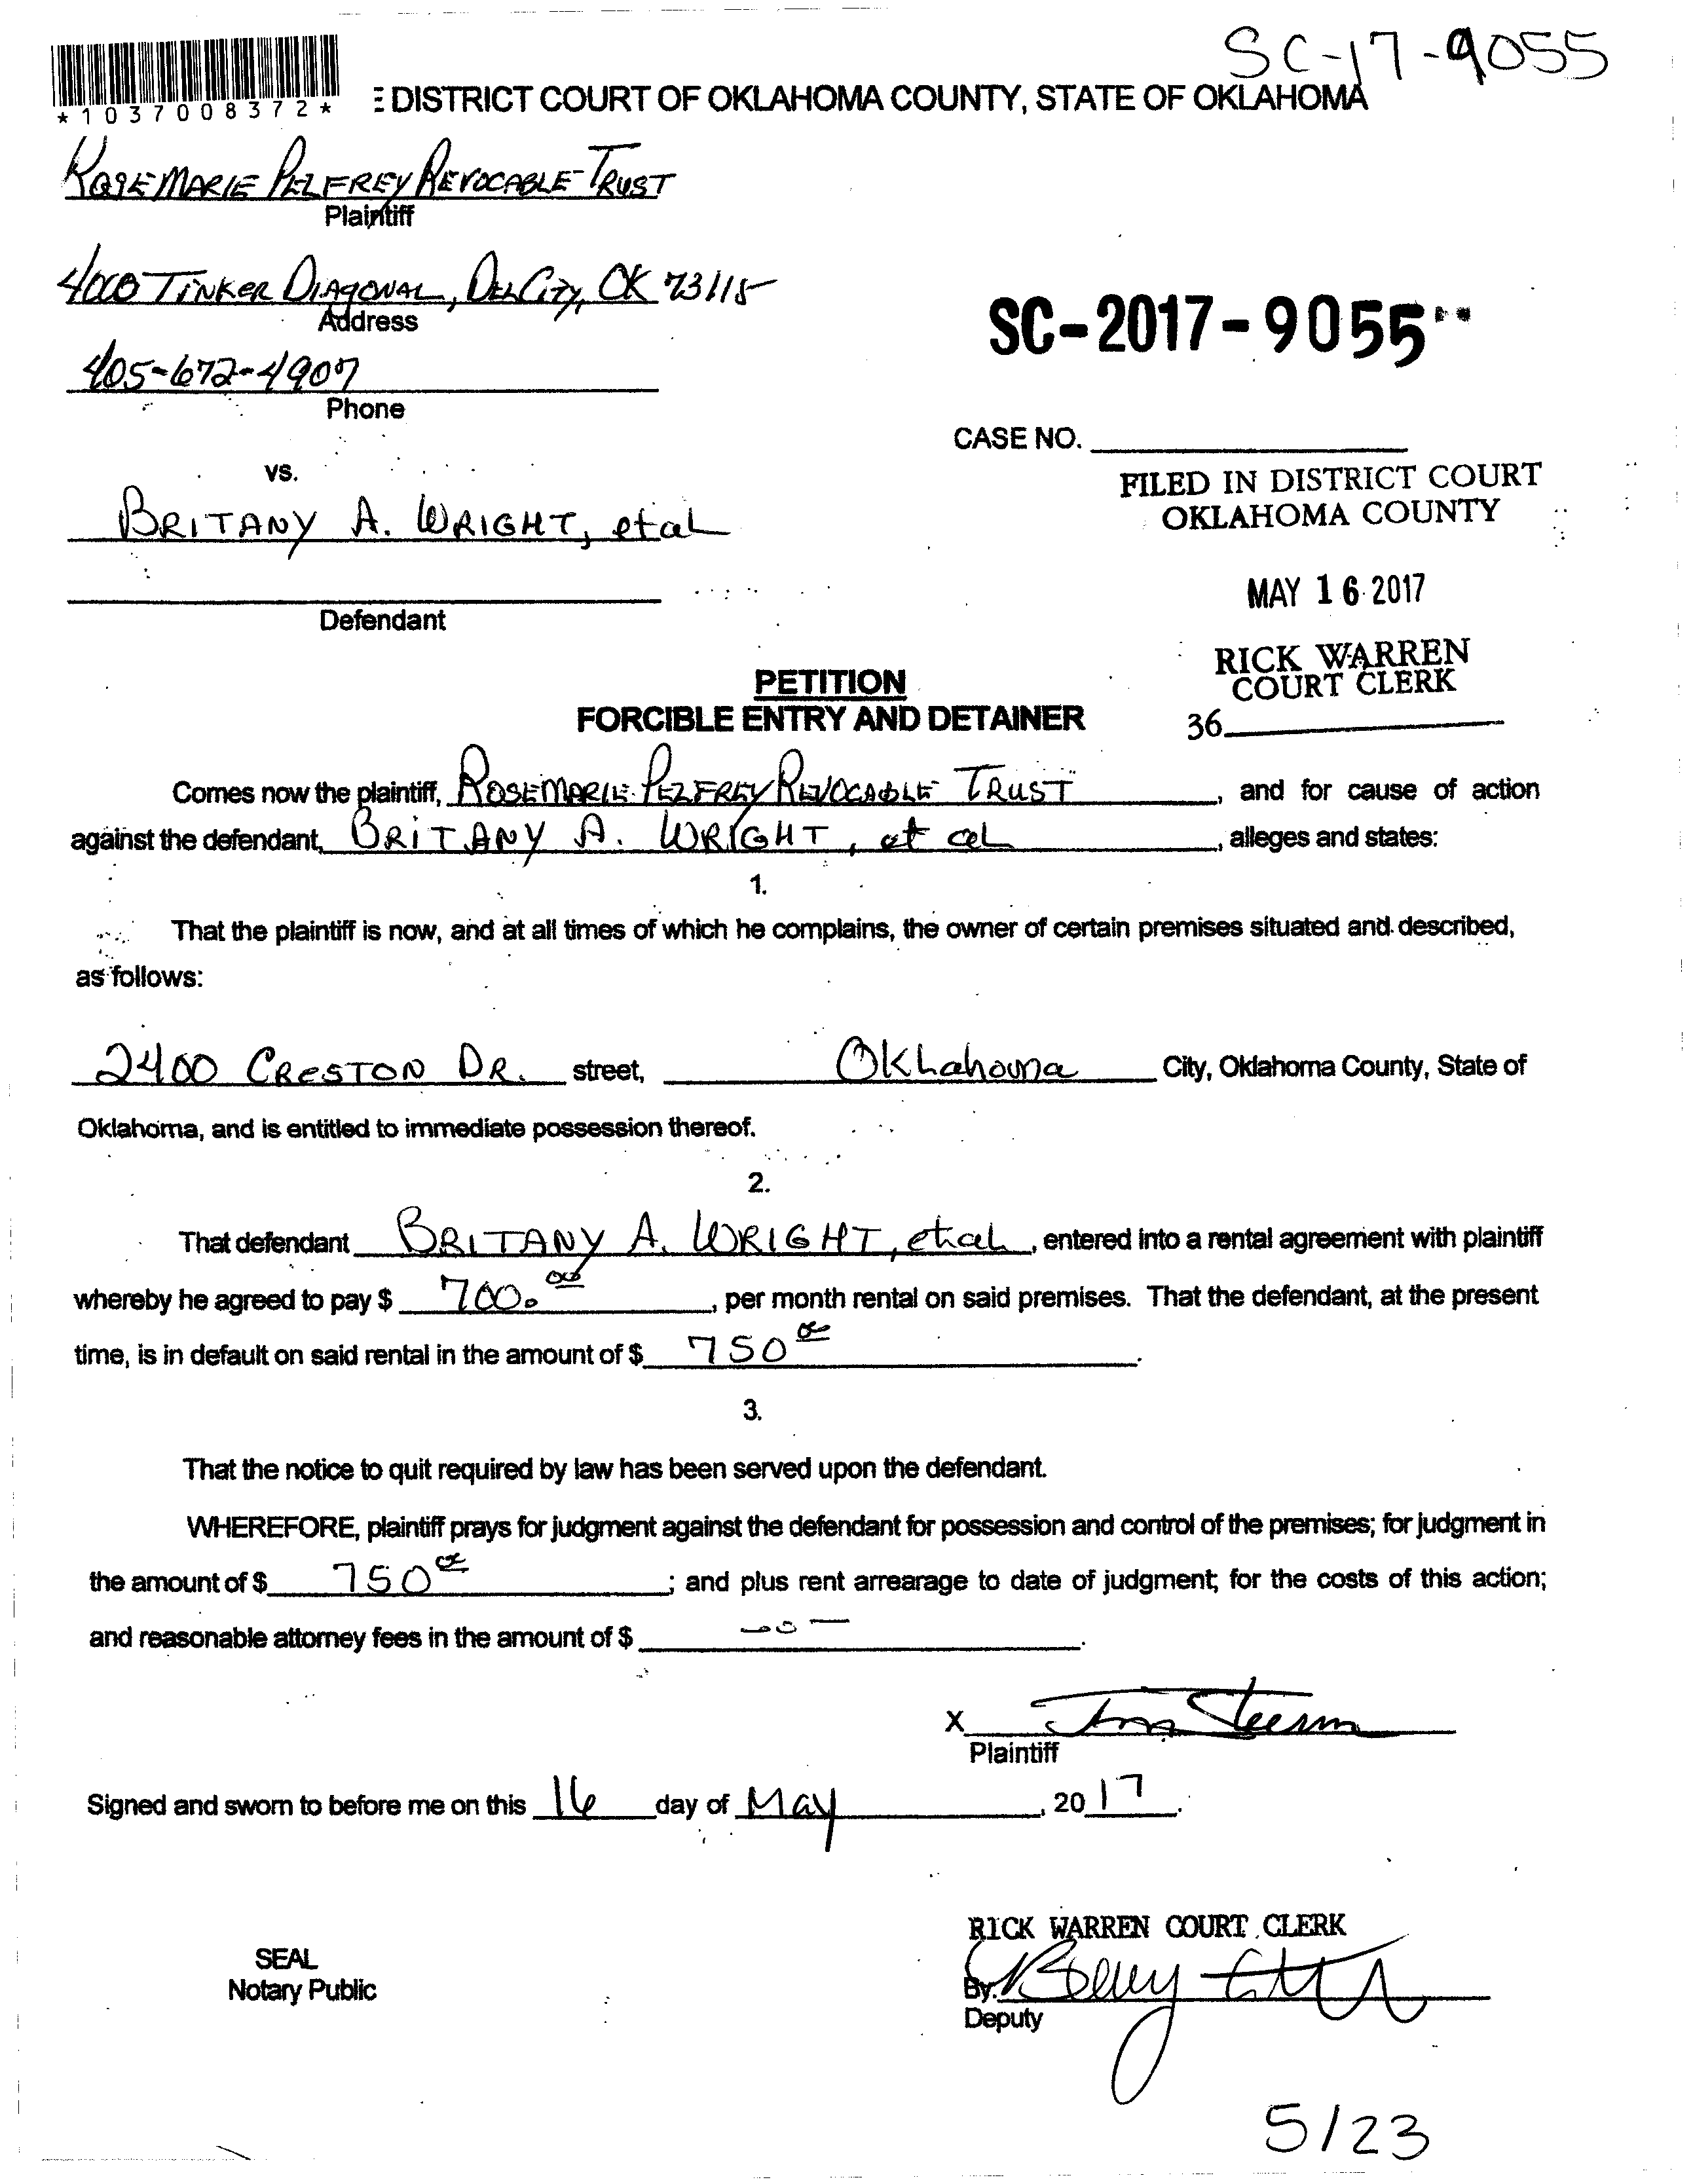 SC-17-9055
*1037008372*
E DISTRICT COURT OF OKLAHOMA COUNTY, STATE OF OKLAHOMA
ROSEMARIE PELFREY REVOCABLE TRUST
Plaintiff
4000 TINKER DIAGONAL, DEL CITY, OK 73115
Address
SC-2017-9055
405-672-4907
Phone
CASE NO.
vs.
FILED IN DISTRICT COURT
OKLAHOMA COUNTY
BRITANY A. WRIGHT, et al
MAY 16 2017
Defendant
RICK WARREN
COURT CLERK
36
PETITION
FORCIBLE ENTRY AND DETAINER
Comes now the plaintiff, ROSEMARIE PELFREY REVOCABLE TRUST, and for cause of action
against the defendant, BRITANY A. WRIGHT, et al, alleges and states:
1.
That the plaintiff is now, and at all times of which he complains, the owner of certain premises situated and described,
as follows:
2400 CRESTON DR. street, Oklahoma City, Oklahoma County, State of
Oklahoma, and is entitled to immediate possession thereof.
2.
That defendant BRITANY A. WRIGHT, et al, entered into a rental agreement with plaintiff
whereby he agreed to pay $ 700.00, per month rental on said premises. That the defendant, at the present
time, is in default on said rental in the amount of $ 750 00.
3.
That the notice to quit required by law has been served upon the defendant.
WHEREFORE, plaintiff prays for judgment against the defendant for possession and control of the premises; for judgment in
the amount of $ 750 00; and plus rent arrearage to date of judgment; for the costs of this action;
and reasonable attorney fees in the amount of $ -0-.
X
Plaintiff
Signed and sworn to before me on this 16 day of May, 2017.
RICK WARREN COURT CLERK
SEAL
Notary Public
By:
Deputy
5/23